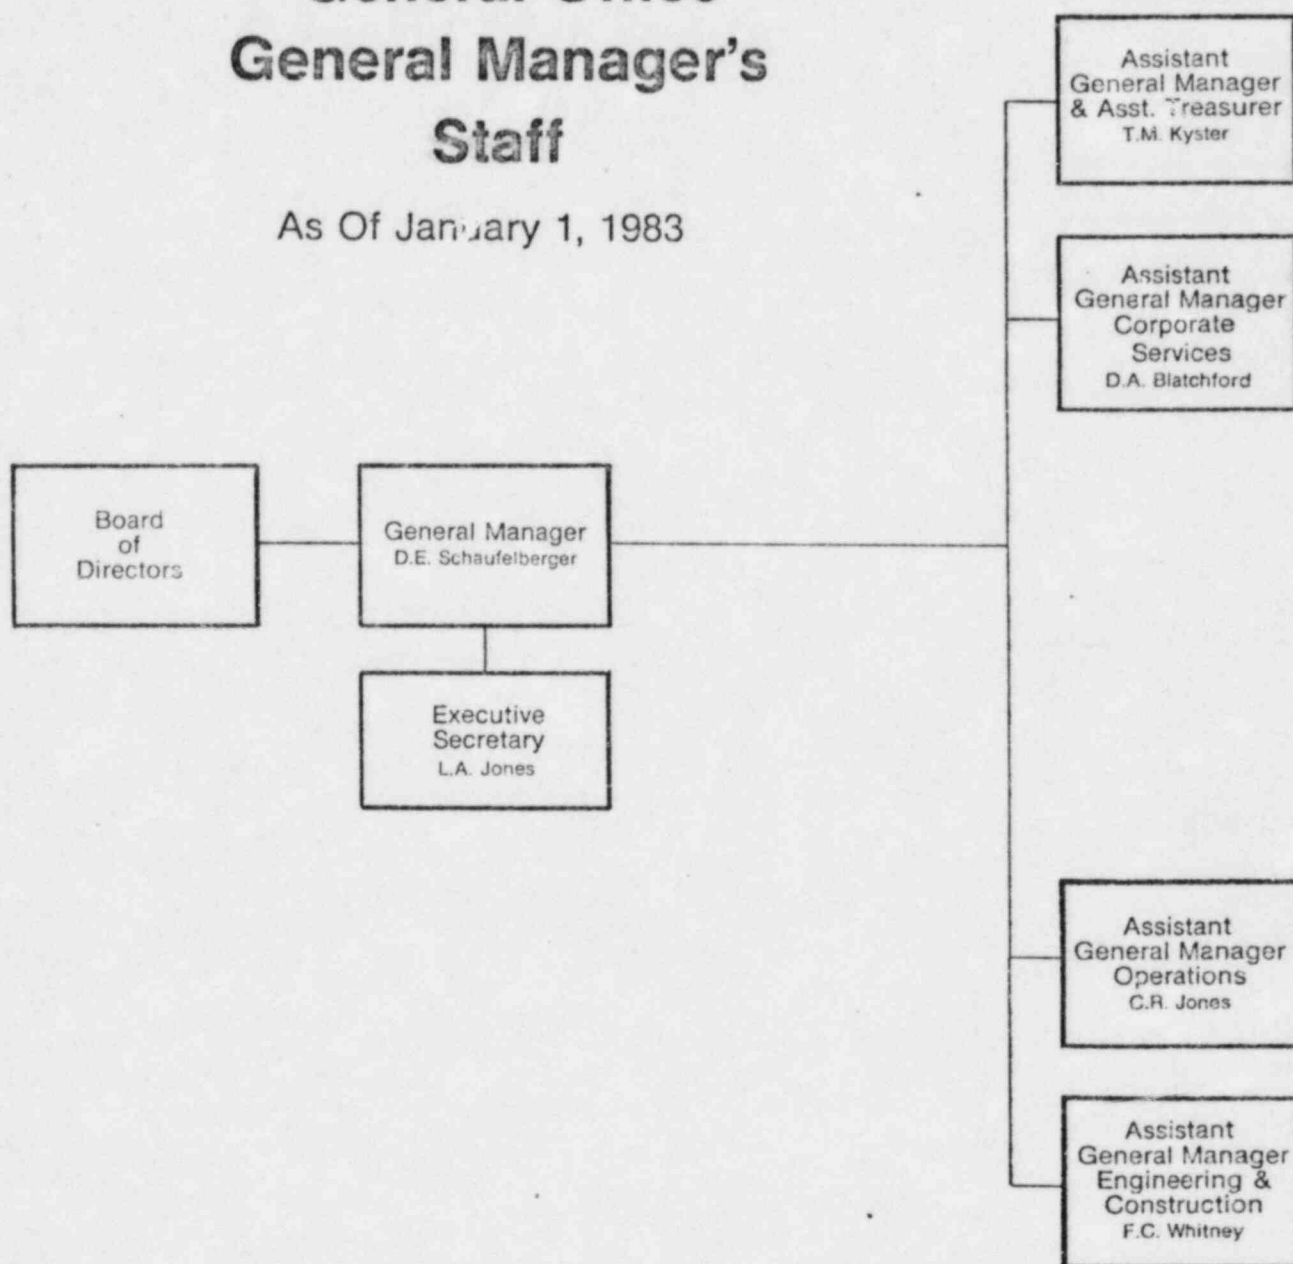 General Office
General Manager's
Staff
As Of January 1, 1983
Assistant
General Manager
& Asst. Treasurer
T.M. Kyster
Assistant
General Manager
Corporate
Services
D.A. Blatchford
Board
of
Directors
General Manager
D.E. Schaufelberger
Executive
Secretary
L.A. Jones
Assistant
General Manager
Operations
C.R. Jones
Assistant
General Manager
Engineering &
Construction
F.C. Whitney